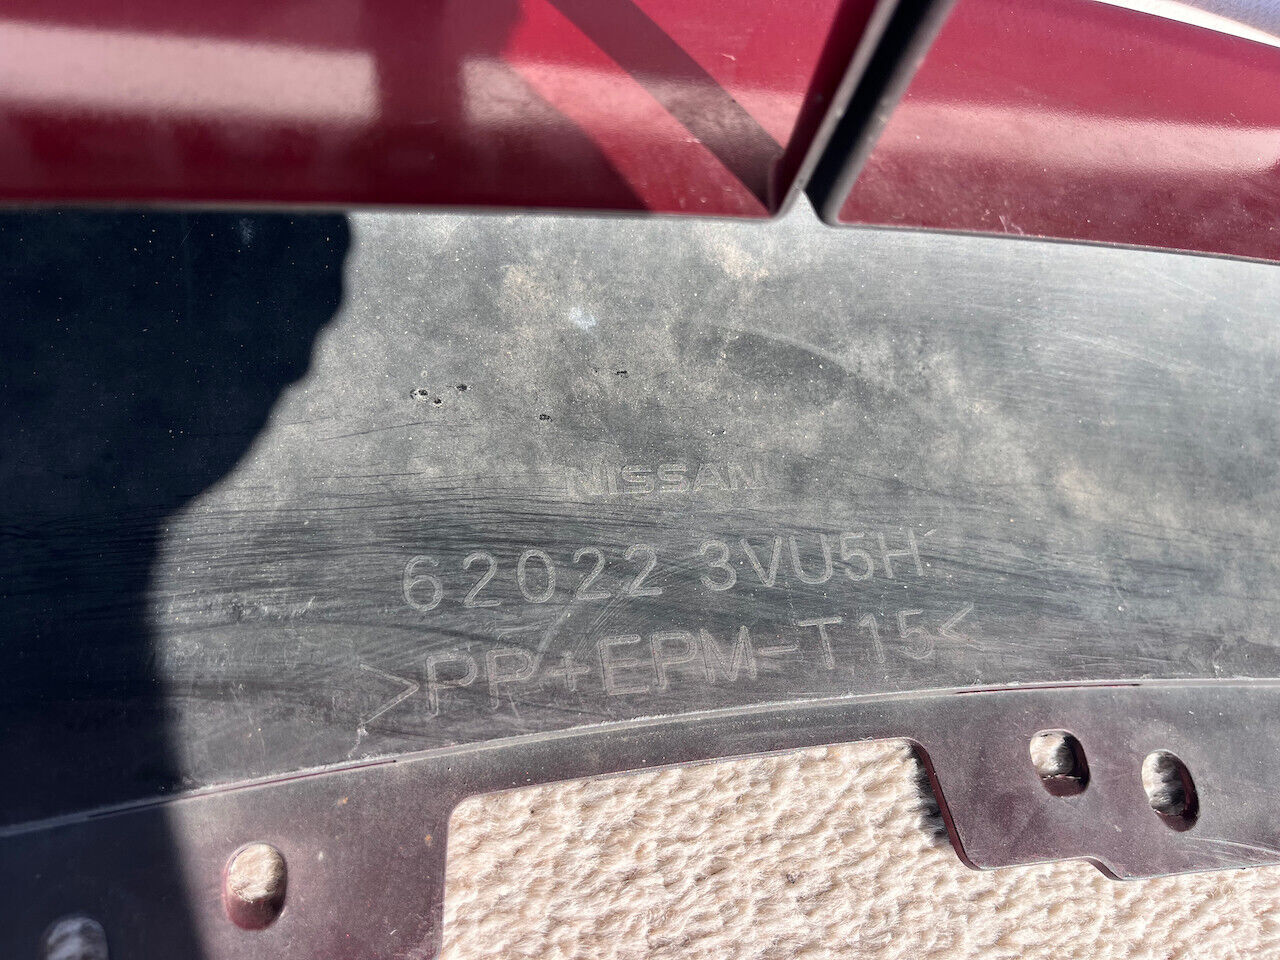 NISSAN
62022 3VU5H
>PP+EPM-T15<